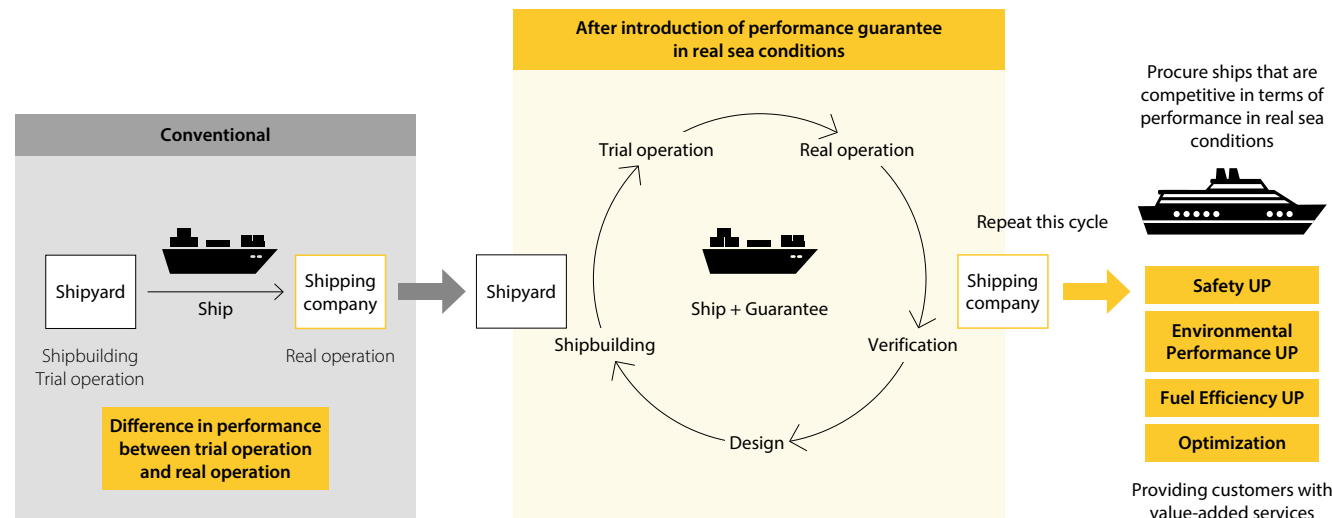 Conventional
Shipyard
Ship
Shipping
company
Shipbuilding
Trial operation
Real operation
Difference in performance
between trial operation
and real operation
After introduction of performance guarantee
in real sea conditions
Shipyard
Trial operation
Real operation
Ship + Guarantee
Shipbuilding
Verification
Design
Repeat this cycle
Shipping
company
Procure ships that are
competitive in terms of
performance in real sea
conditions
Safety UP
Environmental
Performance UP
Fuel Efficiency UP
Optimization
Providing customers with
value-added services